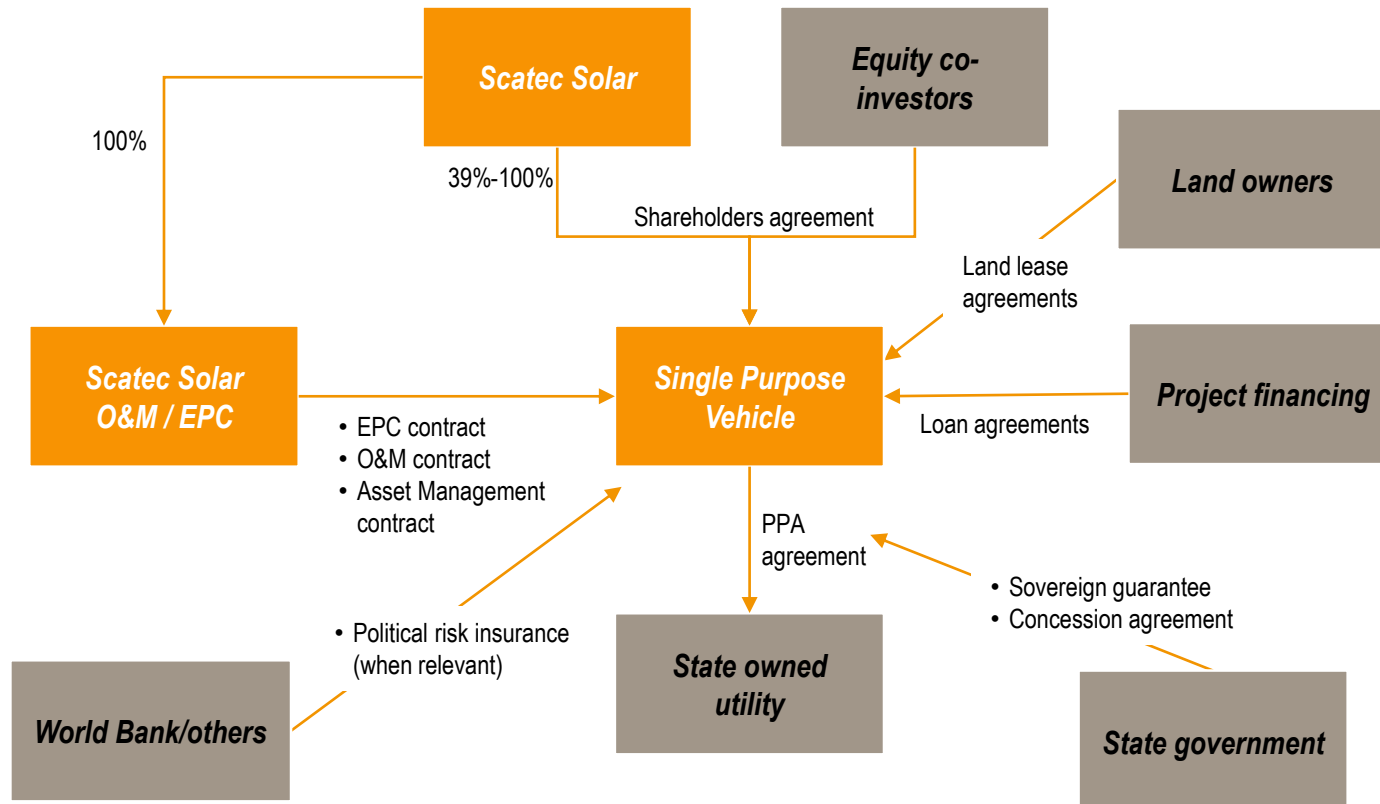 Scatec Solar
Equity co-
investors
100%
39%-100%
Land owners
Shareholders agreement
Land lease
agreements
Scatec Solar
O&M / EPC
Single Purpose
Vehicle
Project financing
• EPC contract
• O&M contract
• Asset Management
contract
Loan agreements
PPA
agreement
• Sovereign guarantee
• Concession agreement
• Political risk insurance
(when relevant)
State owned
utility
World Bank/others
State government